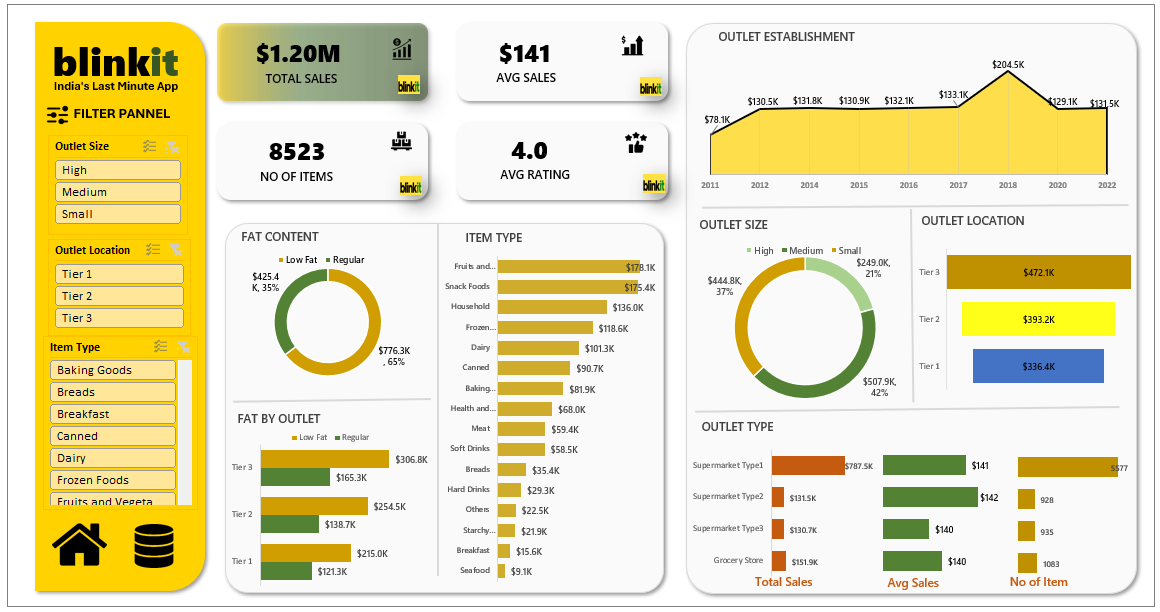 blinkit
India's Last Minute App
FILTER PANNEL
Outlet Size
High
Medium
Small
Outlet Location
Tier 1
Tier 2
Tier 3
Item Type
Baking Goods
Breads
Breakfast
Canned
Dairy
Frozen Foods
Fruits and Vegeta
$1.20M
TOTAL SALES
blinkit
$141
AVG SALES
blinkit
8523
NO OF ITEMS
blinkit
4.0
AVG RATING
blinkit
FAT CONTENT
Low Fat Regular
$425.4
K, 35%
$776.3K
, 65%
FAT BY OUTLET
Low Fat Regular
Tier 3
$306.8K
$165.3K
Tier 2
$254.5K
$138.7K
Tier 1
$215.0K
$121.3K
ITEM TYPE
Fruits and... $178.1K
Snack Foods $175.4K
Household $136.0K
Frozen... $118.6K
Dairy $101.3K
Canned $90.7K
Baking... $81.9K
Health and... $68.0K
Meat $59.4K
Soft Drinks $58.5K
Breads $35.4K
Hard Drinks $29.3K
Others $22.5K
Starchy... $21.9K
Breakfast $15.6K
Seafood $9.1K
OUTLET ESTABLISHMENT
$78.1K $130.5K $131.8K $130.9K $132.1K $133.1K $204.5K $129.1K $131.5K
2011 2012 2014 2015 2016 2017 2018 2020 2022
OUTLET SIZE
High Medium Small
$249.0K,
21%
$444.8K,
37%
$507.9K,
42%
OUTLET LOCATION
Tier 3 $472.1K
Tier 2 $393.2K
Tier 1 $336.4K
OUTLET TYPE
Supermarket Type1 $787.5K $141 5577
Supermarket Type2 $131.5K $142 928
Supermarket Type3 $130.7K $140 935
Grocery Store $151.9K $140 1083
Total Sales Avg Sales No of Item